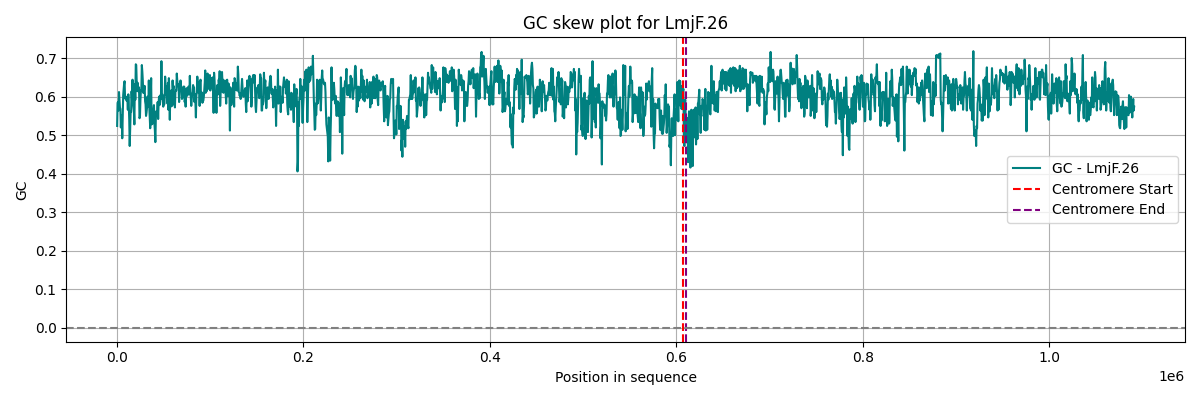 GC skew plot for LmjF.26
GC
0.7
0.6
0.5
0.4
0.3
0.2
0.1
0.0
GC - LmjF.26
Centromere Start
Centromere End
0.0 0.2 0.4 0.6 0.8 1.0
1e6
Position in sequence